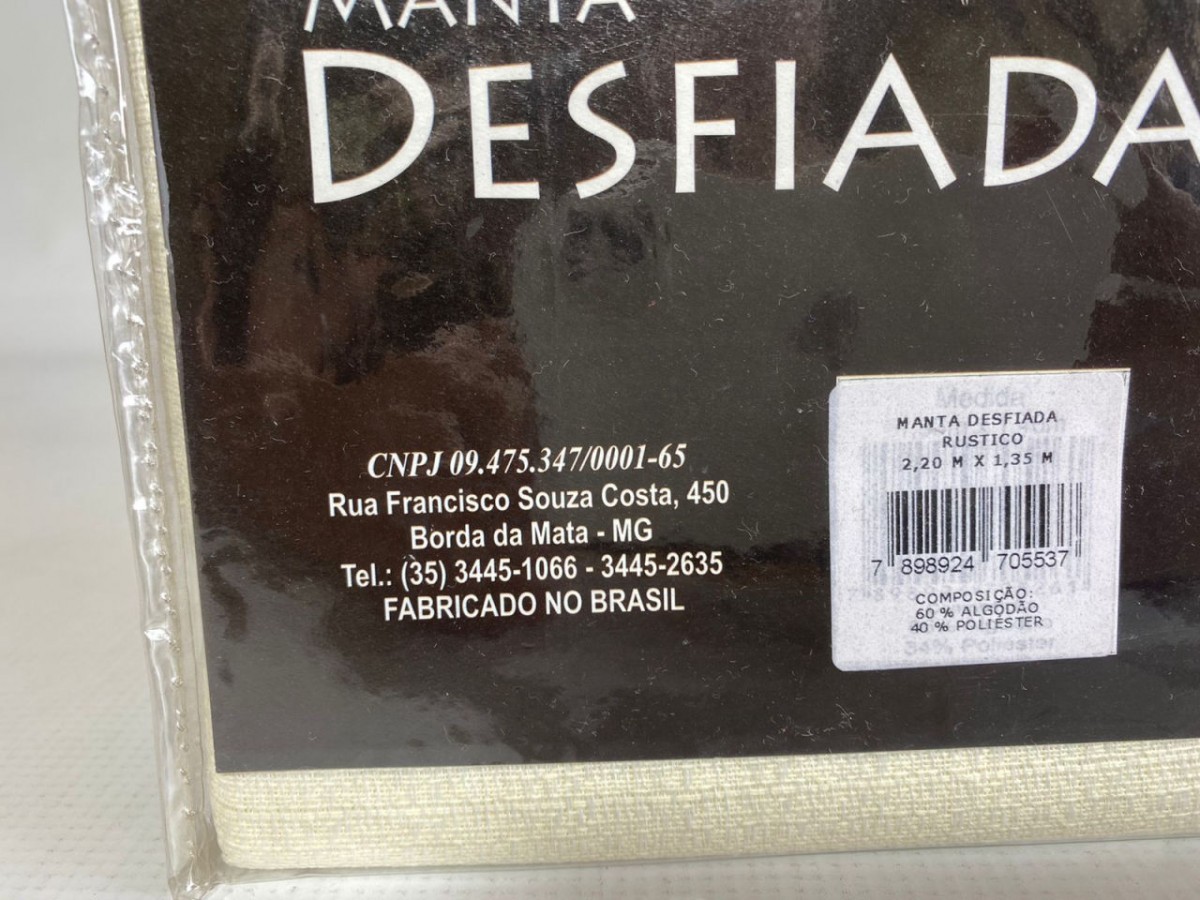 MANTA
DESFIADA
CNPJ 09.475.347/0001-65
Rua Francisco Souza Costa, 450
Borda da Mata - MG
Tel.: (35) 3445-1066 - 3445-2635
FABRICADO NO BRASIL
Medida
MANTA DESFIADA
RUSTICO
2,20 M X 1,35 M
7 898924 705537
COMPOSIÇÃO:
60 % ALGODÃO
40 % POLIÉSTER
34% Poliéster